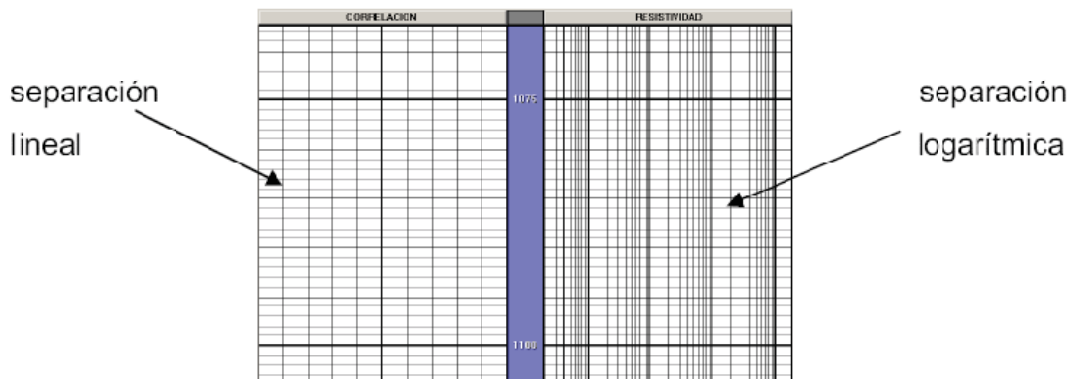 CORRELACION
RESISTIVIDAD
separación
lineal
1075
separación
logarítmica
1100